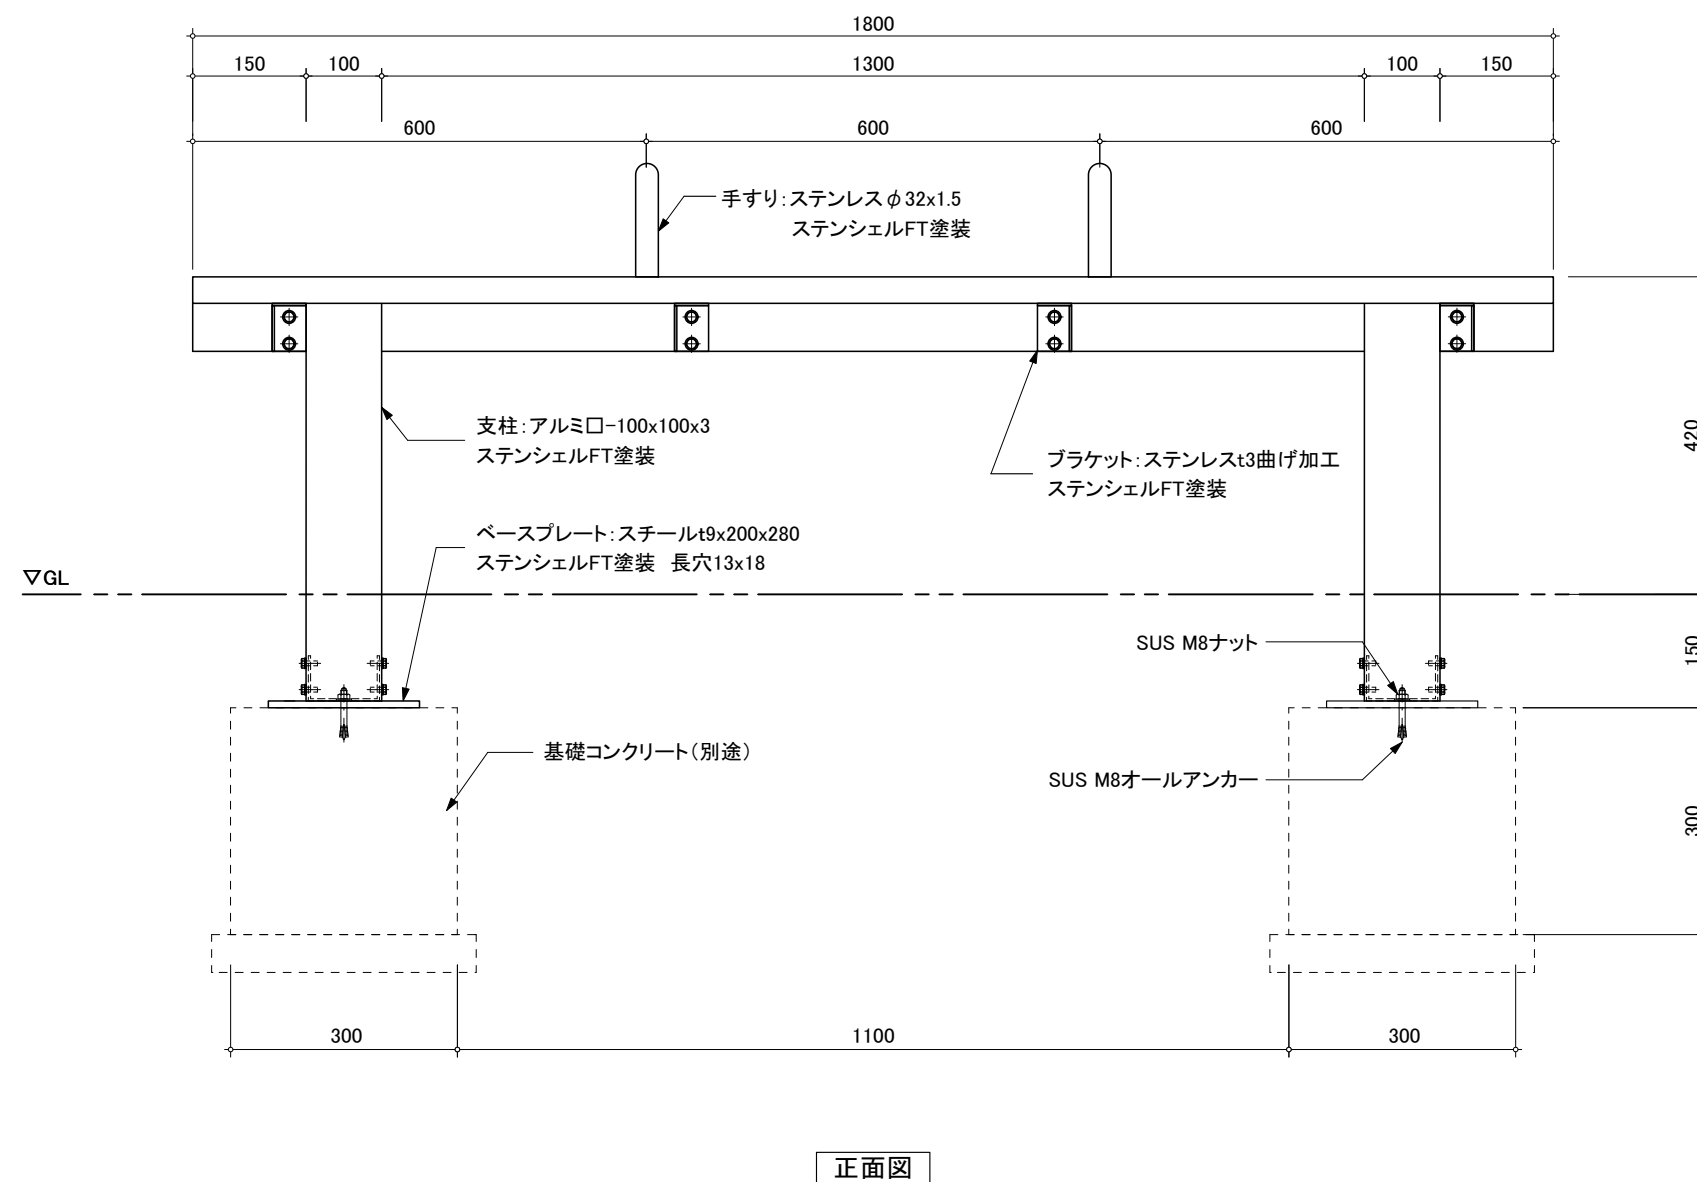 1800
150
100
1300
100
150
600
600
600
手すり：ステンレスφ32x1.5
ステンシェルFT塗装
支柱：アルミ□-100x100x3
ステンシェルFT塗装
ブラケット：ステンレスt3曲げ加工
ステンシェルFT塗装
420
ベースプレート：スチールt9x200x280
ステンシェルFT塗装　長穴13x18
▽GL
SUS M8ナット
150
基礎コンクリート（別途）
SUS M8オールアンカー
300
300
1100
300
正面図